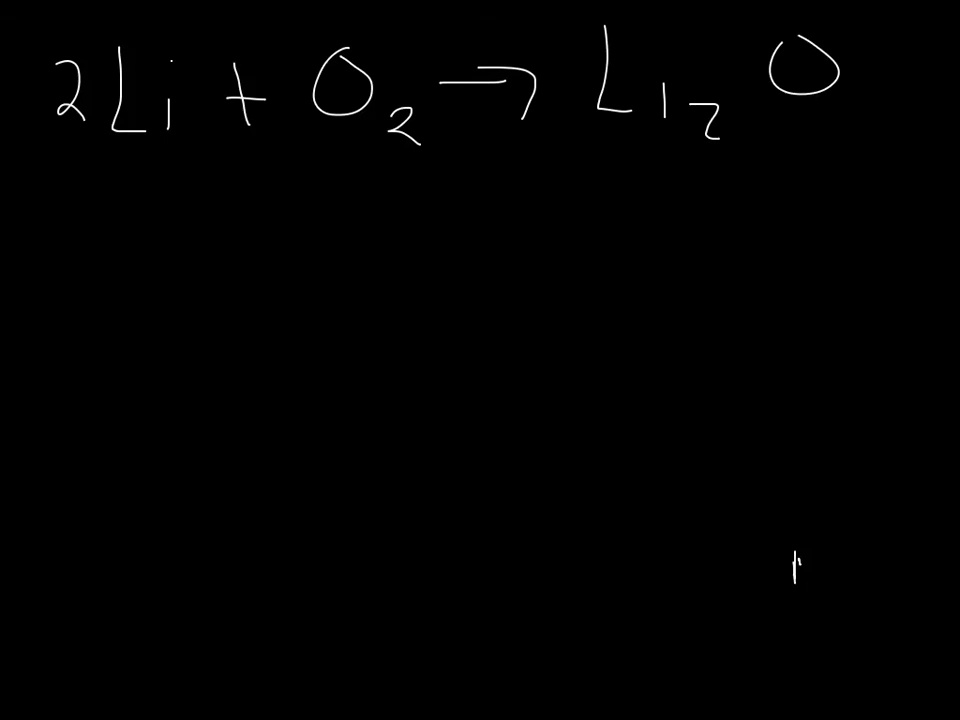 2Li + O₂ → Li₂O